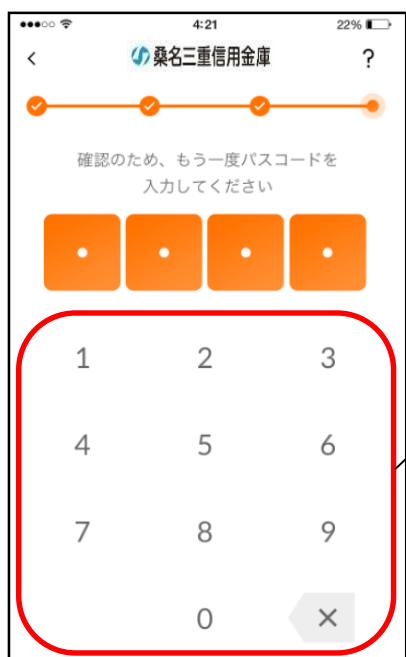 4:21
22%
< 桑名三重信用金庫 ?
確認のため、もう一度パスコードを
入力してください
1 2 3
4 5 6
7 8 9
0 ×